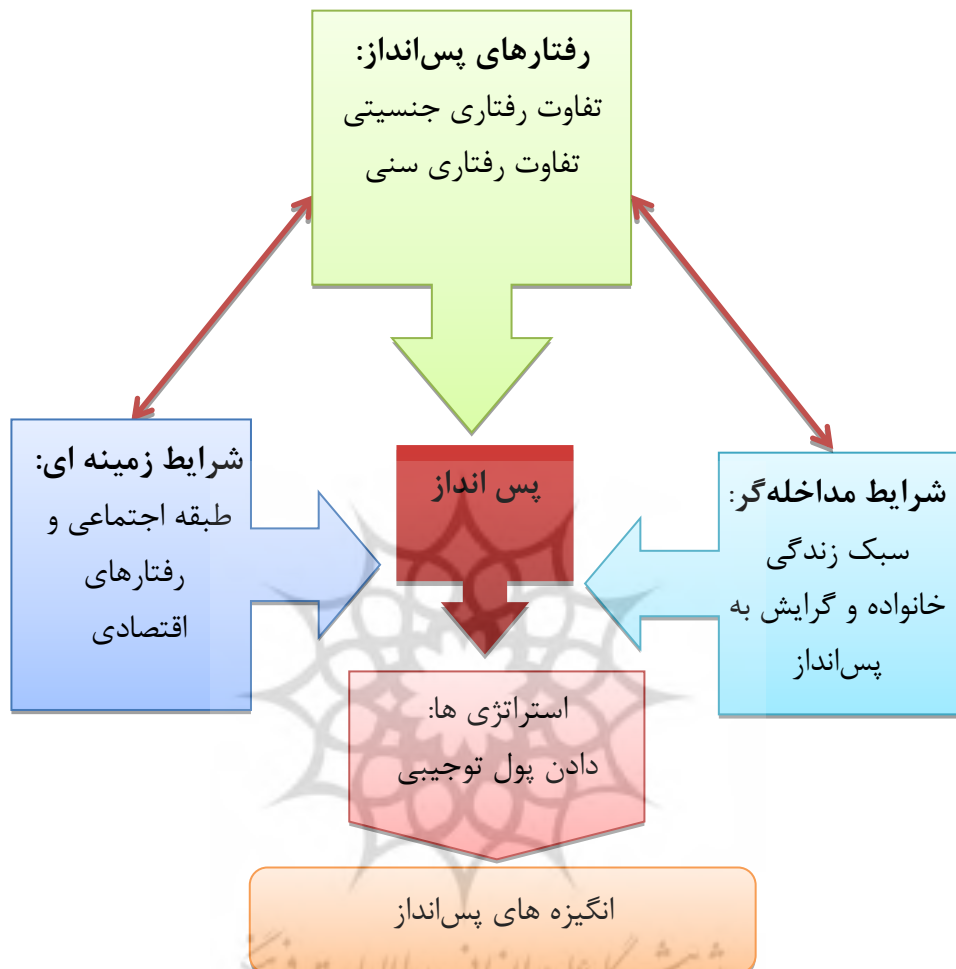 رفتارهای پس‌انداز:
تفاوت رفتاری جنسیتی
تفاوت رفتاری سنی
شرایط زمینه ای:
طبقه اجتماعی و
رفتارهای
اقتصادی
پس انداز
شرایط مداخله‌گر:
سبک زندگی
خانواده و گرایش به
پس‌انداز
استراتژی ها:
دادن پول توجیبی
انگیزه های پس‌انداز